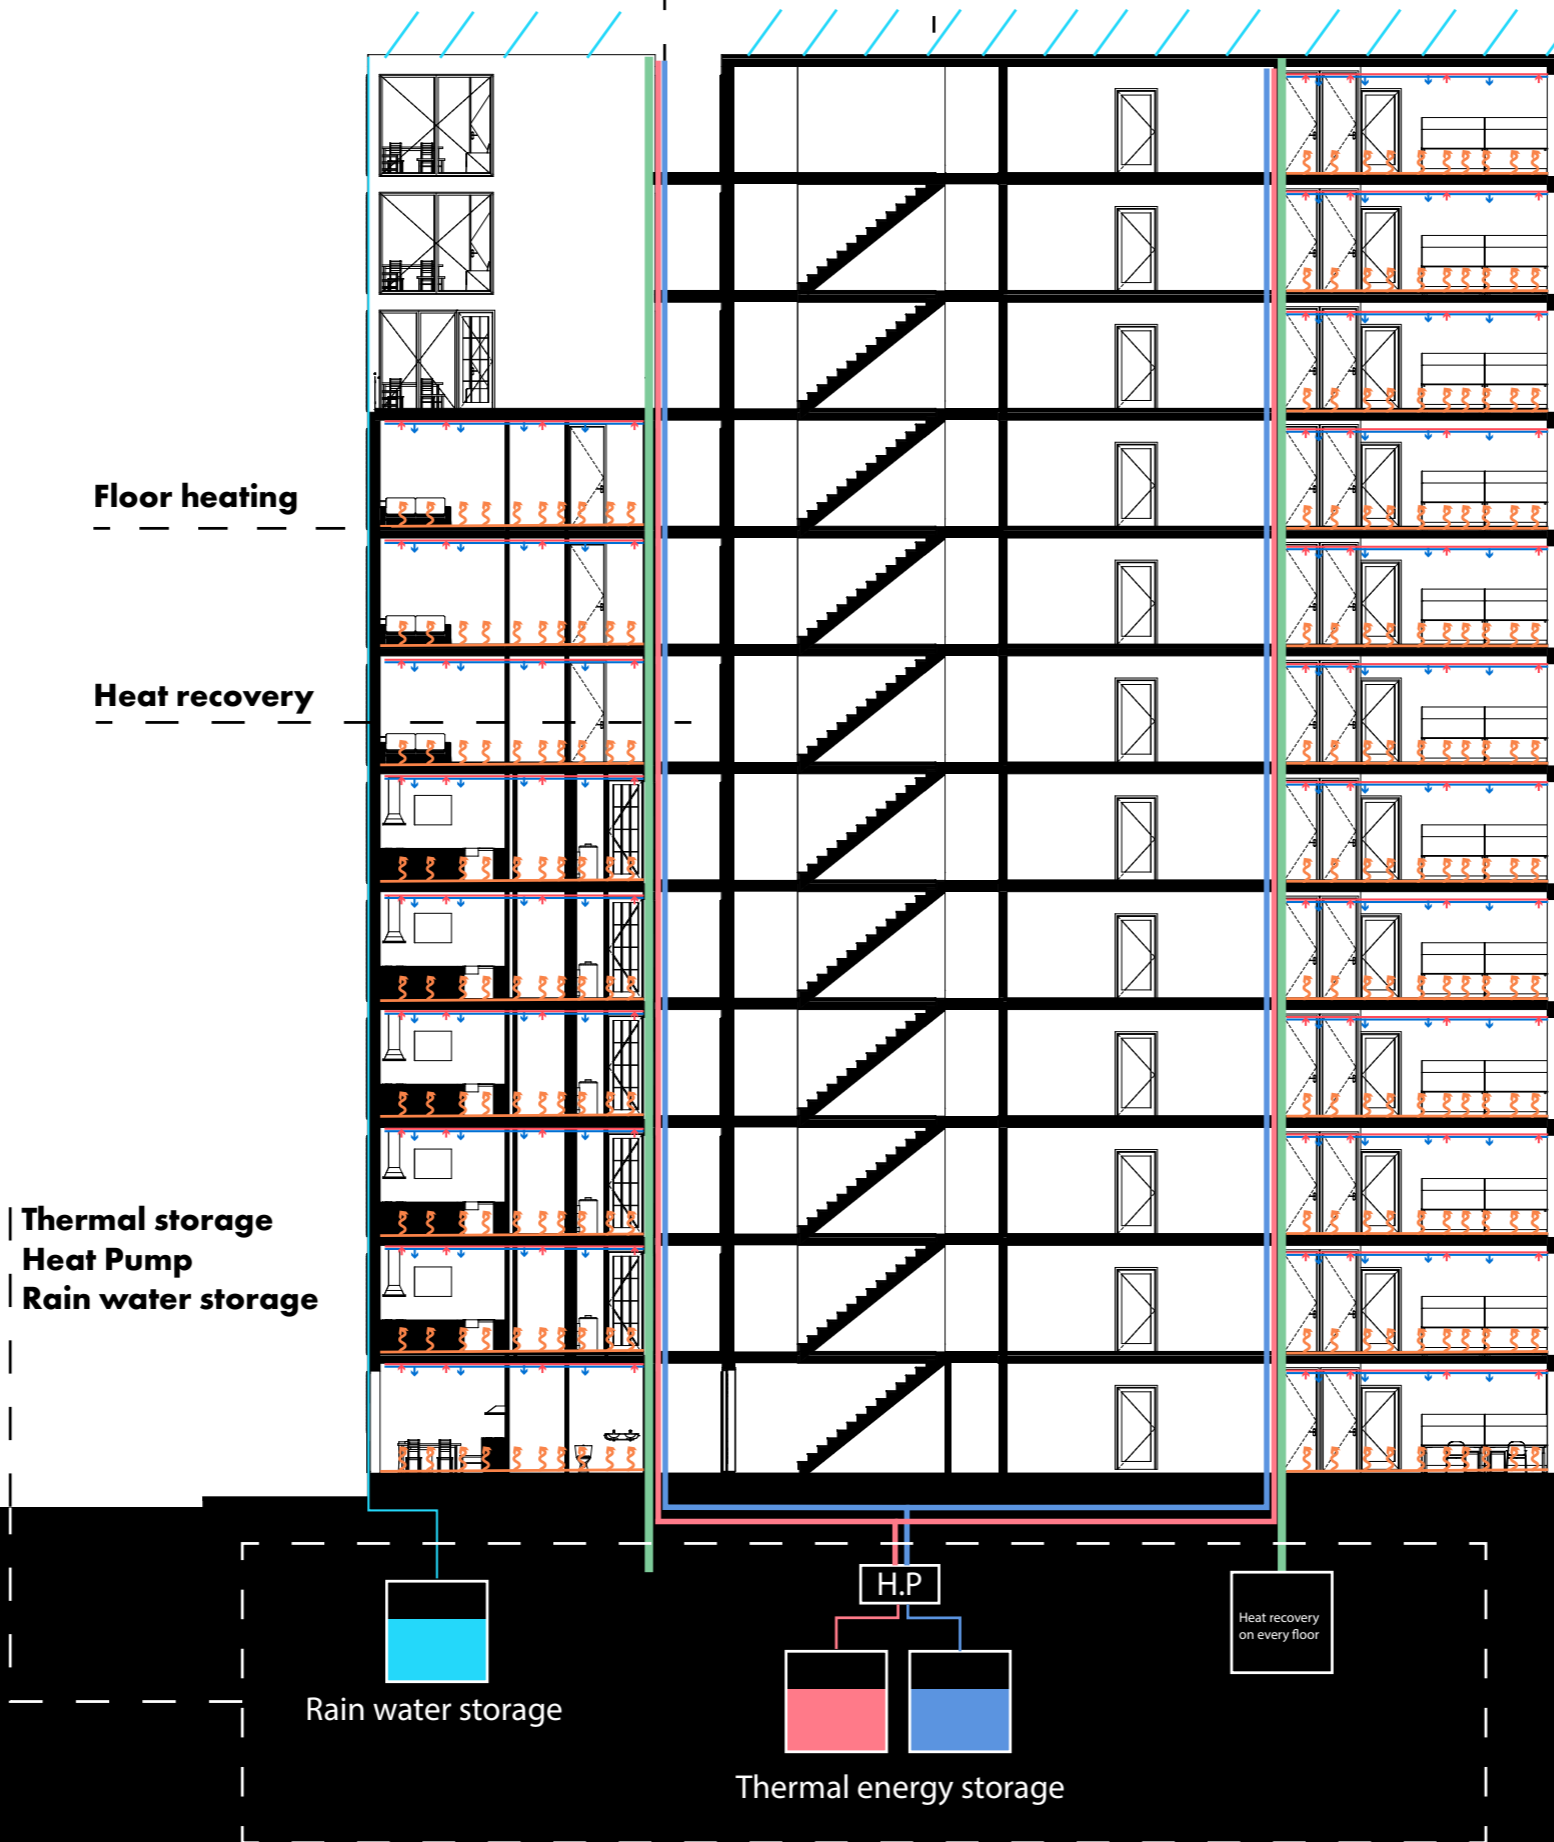 Floor heating
Heat recovery
Thermal storage
Heat Pump
Rain water storage
H.P
Heat recovery
on every floor
Rain water storage
Thermal energy storage